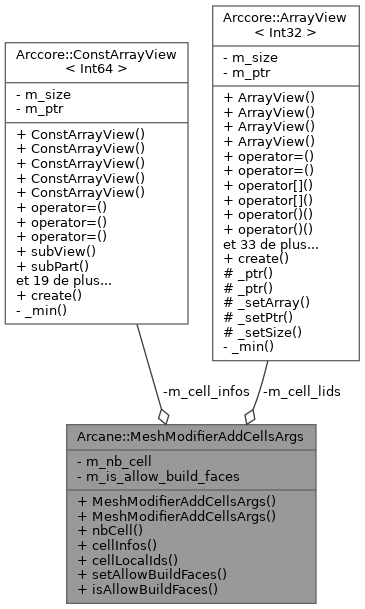 Arccore::ConstArrayView
< Int64 >
- m_size
- m_ptr
+ ConstArrayView()
+ ConstArrayView()
+ ConstArrayView()
+ ConstArrayView()
+ ConstArrayView()
+ operator=()
+ operator=()
+ operator=()
+ subView()
+ subPart()
et 19 de plus...
+ create()
- _min()
Arccore::ArrayView
< Int32 >
- m_size
- m_ptr
+ ArrayView()
+ ArrayView()
+ ArrayView()
+ ArrayView()
+ operator=()
+ operator=()
+ operator[]()
+ operator[]()
+ operator()()
+ operator()()
et 33 de plus...
+ create()
# _ptr()
# _ptr()
# _setArray()
# _setPtr()
# _setSize()
- _min()
-m_cell_infos
-m_cell_lids
Arcane::MeshModifierAddCellsArgs
- m_nb_cell
- m_is_allow_build_faces
+ MeshModifierAddCellsArgs()
+ MeshModifierAddCellsArgs()
+ nbCell()
+ cellInfos()
+ cellLocalIds()
+ setAllowBuildFaces()
+ isAllowBuildFaces()